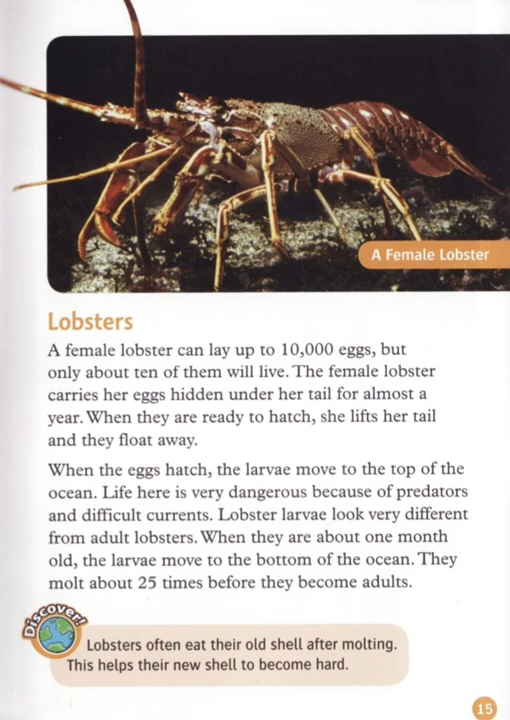 A Female Lobster
Lobsters
A female lobster can lay up to 10,000 eggs, but
only about ten of them will live. The female lobster
carries her eggs hidden under her tail for almost a
year. When they are ready to hatch, she lifts her tail
and they float away.
When the eggs hatch, the larvae move to the top of the
ocean. Life here is very dangerous because of predators
and difficult currents. Lobster larvae look very different
from adult lobsters. When they are about one month
old, the larvae move to the bottom of the ocean. They
molt about 25 times before they become adults.
Discover!
Lobsters often eat their old shell after molting.
This helps their new shell to become hard.
15